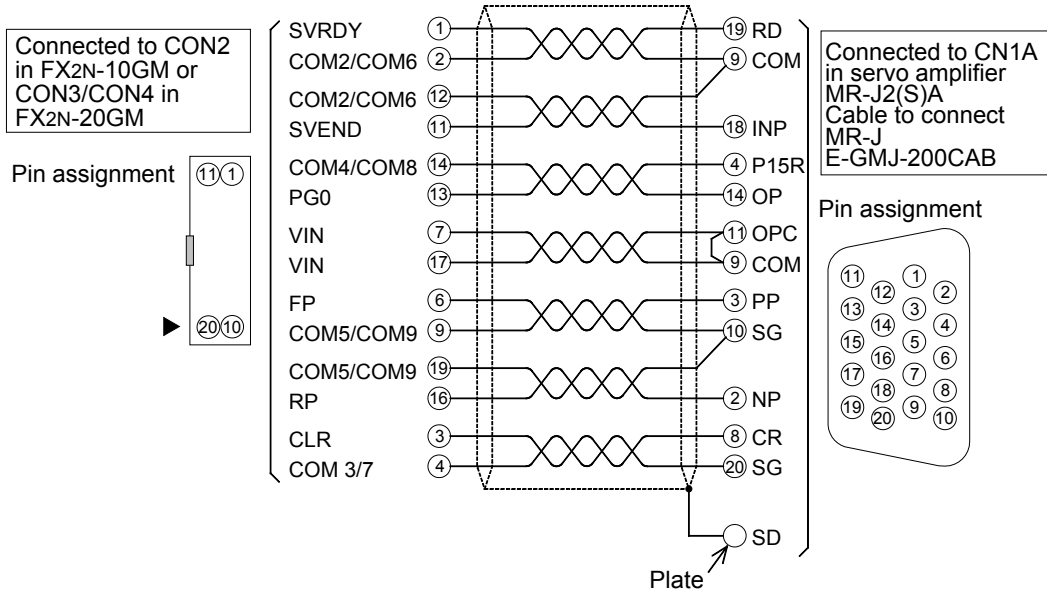 Connected to CON2
in FX2N-10GM or
CON3/CON4 in
FX2N-20GM
Pin assignment
11 1
20 10
SVRDY 1 19 RD
COM2/COM6 2 9 COM
COM2/COM6 12
SVEND 11 18 INP
COM4/COM8 14 4 P15R
PG0 13 14 OP
VIN 7 11 OPC
VIN 17 9 COM
FP 6 3 PP
COM5/COM9 9 10 SG
COM5/COM9 19
RP 16 2 NP
CLR 3 8 CR
COM 3/7 4 20 SG
SD
Plate
Connected to CN1A
in servo amplifier
MR-J2(S)A
Cable to connect
MR-J
E-GMJ-200CAB
Pin assignment
11 1
12 2
13 3
14 4
15 5
16 6
17 7
18 8
19 9
20 10